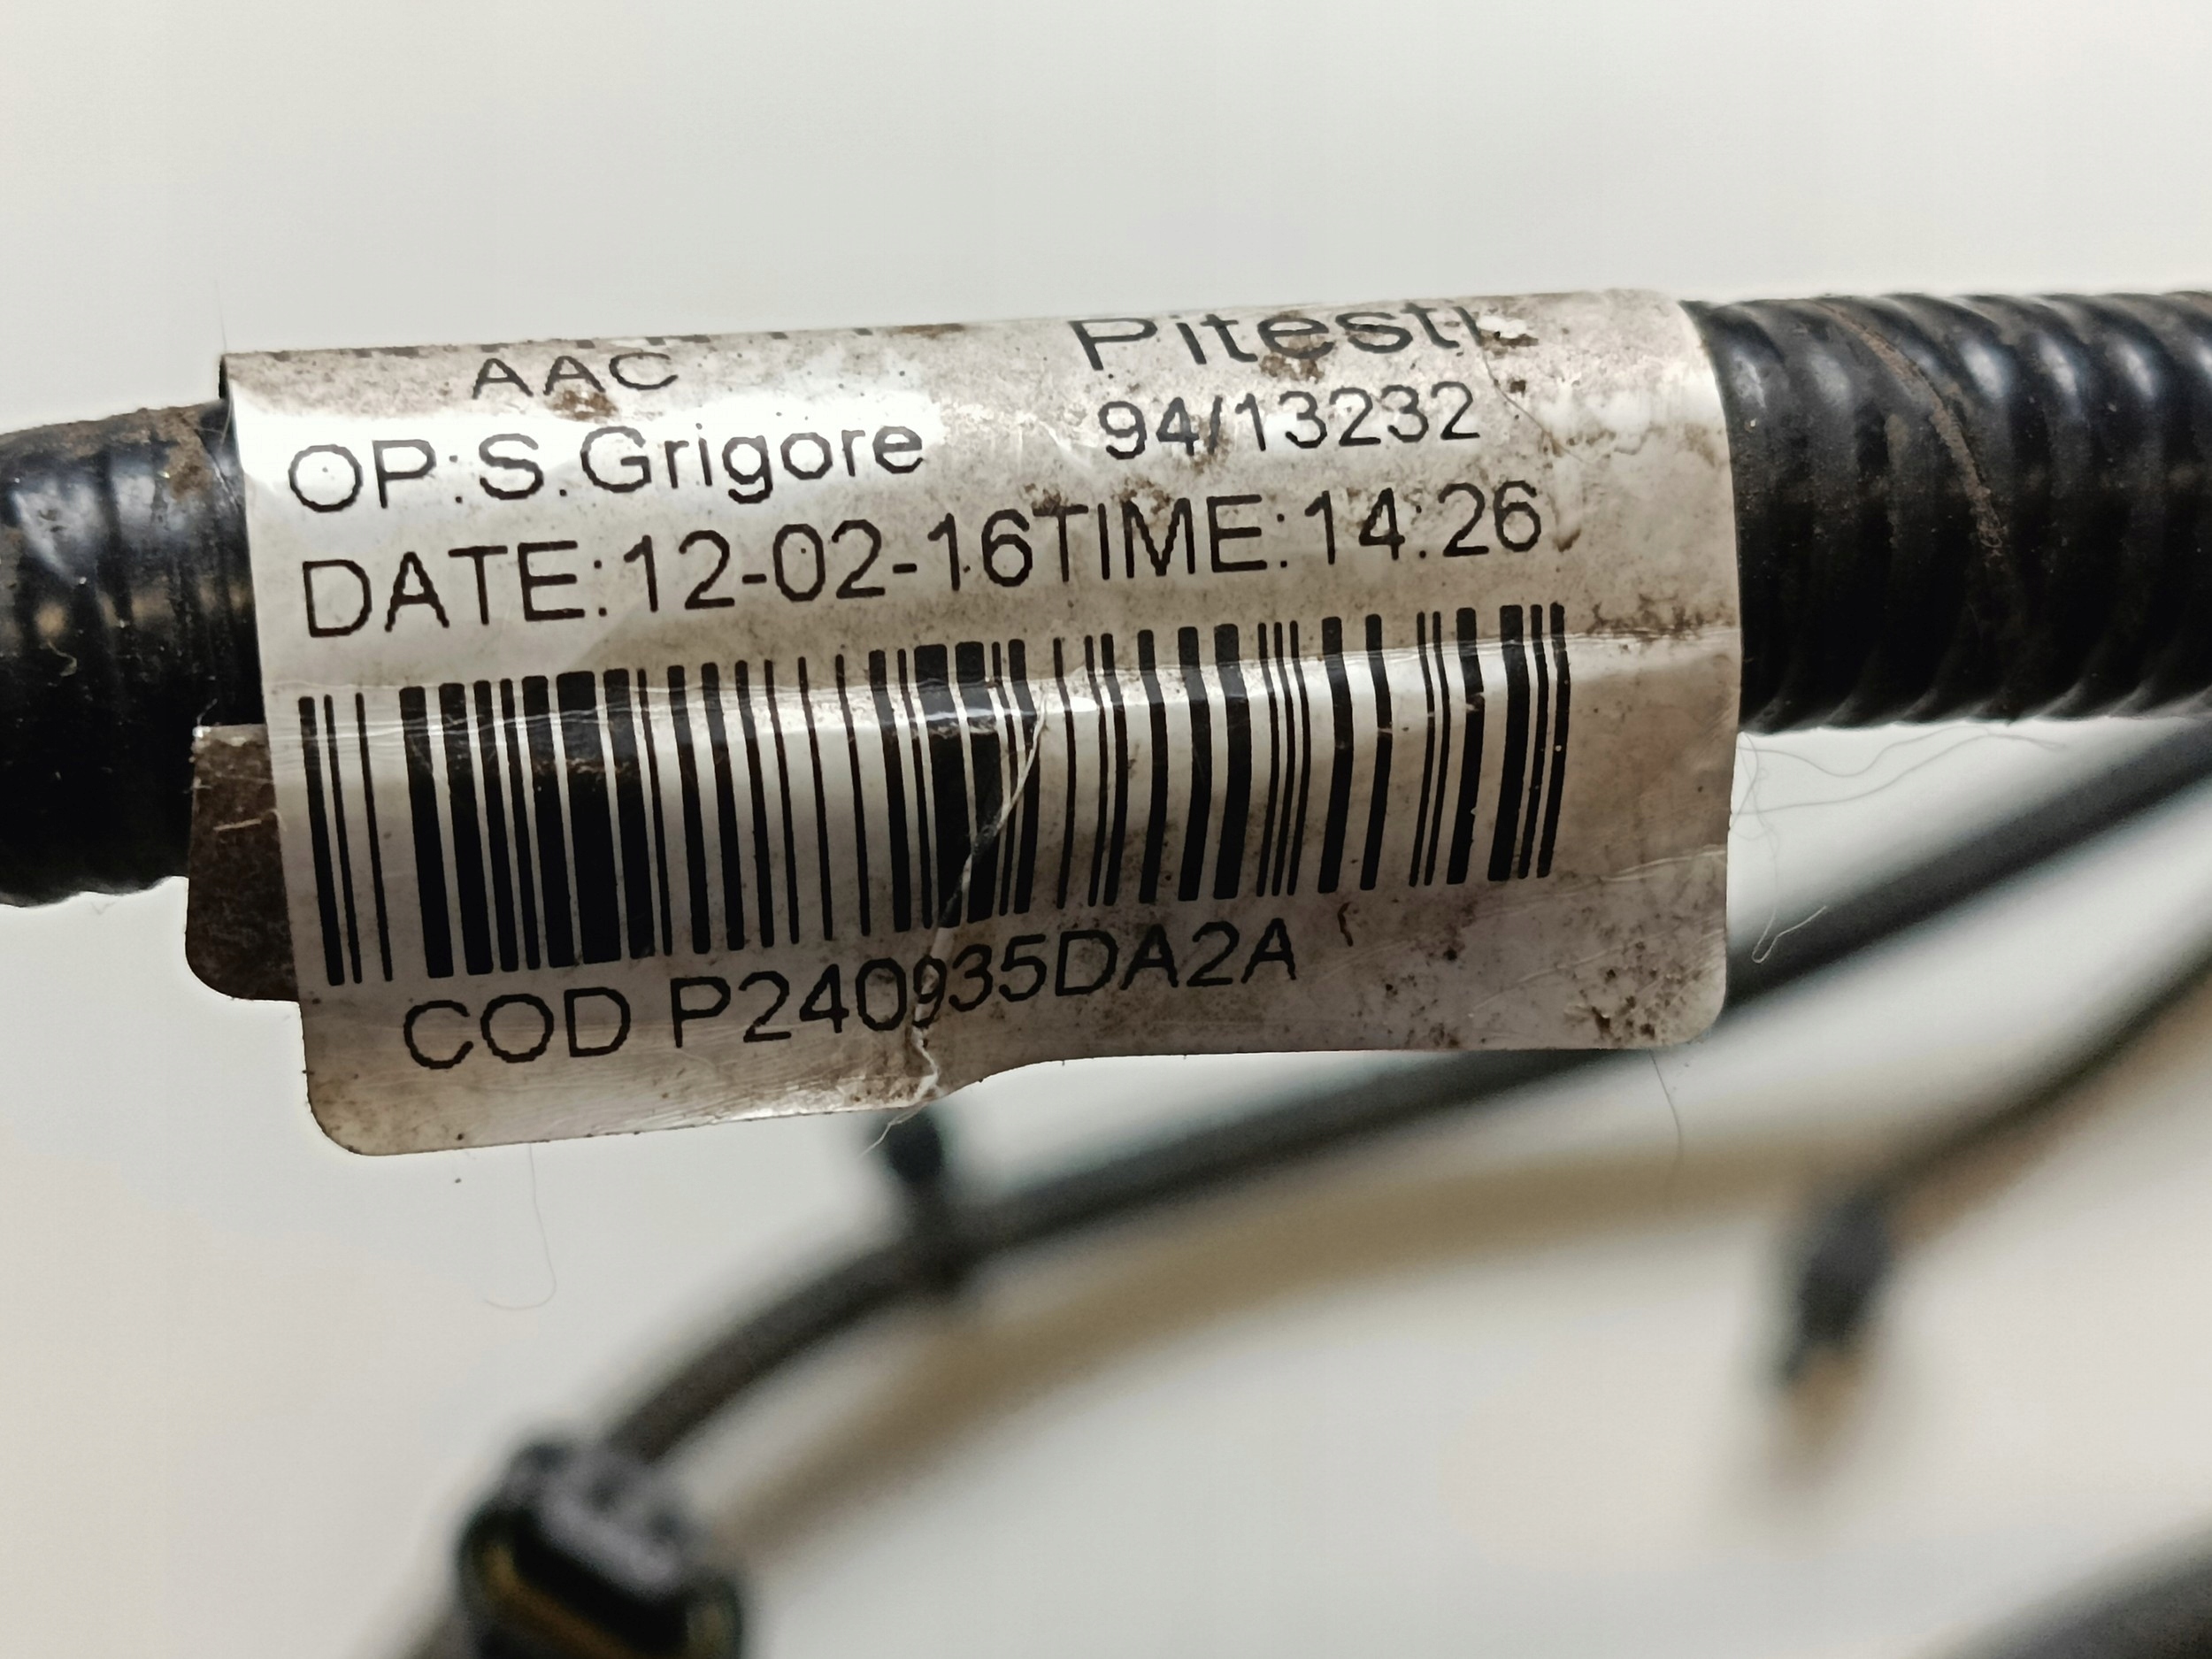 AAC Pitesti
OP:S.Grigore 94/13232
DATE:12-02-16TIME:14:26
COD P240935DA2A